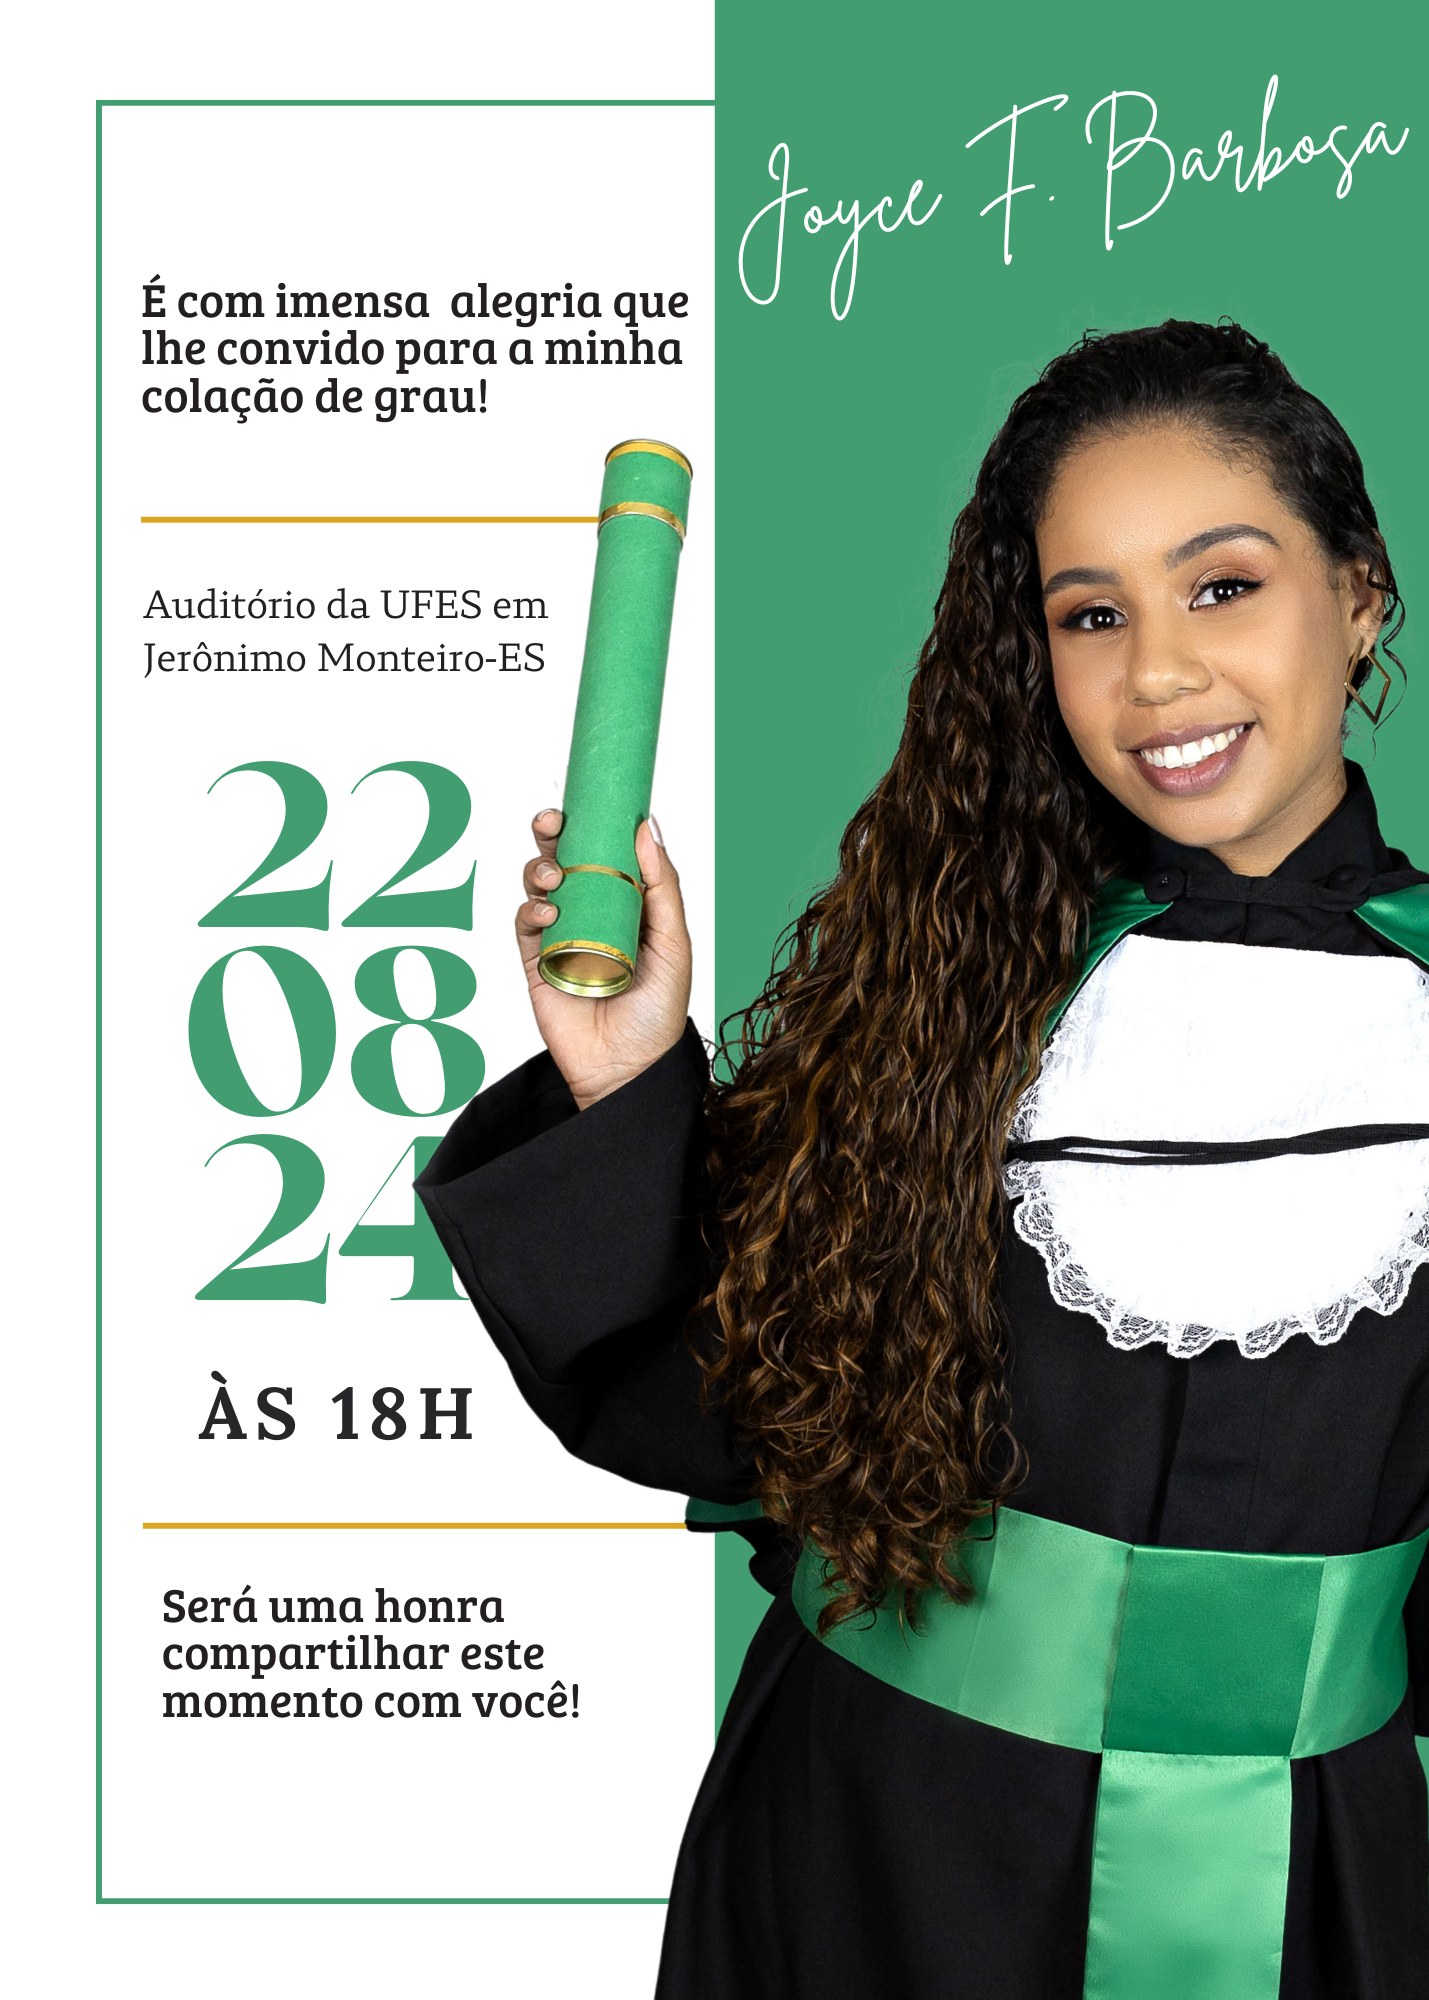 Joyce F. Barbosa
É com imensa  alegria que
lhe convido para a minha
colação de grau!
Auditório da UFES em
Jerônimo Monteiro-ES
22
08
24
ÀS 18H
Será uma honra
compartilhar este
momento com você!